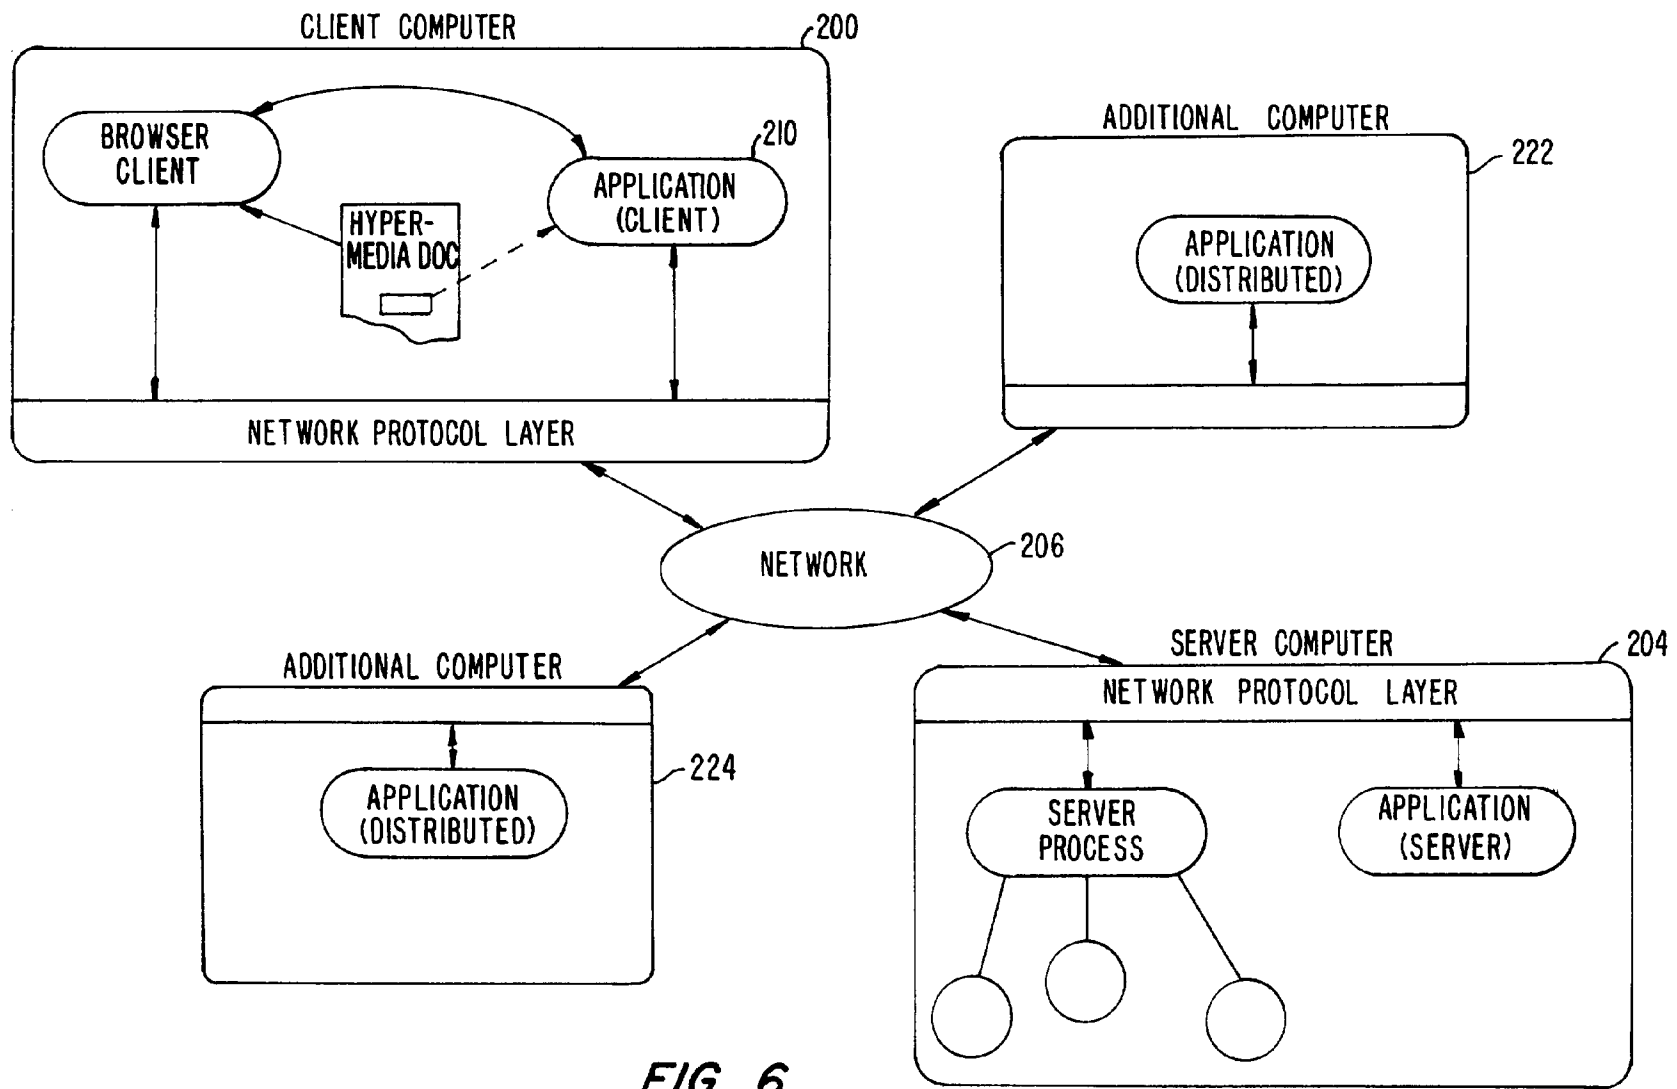 CLIENT COMPUTER
200
BROWSER
CLIENT
210
APPLICATION
(CLIENT)
HYPER-
MEDIA DOC
NETWORK PROTOCOL LAYER
ADDITIONAL COMPUTER
222
APPLICATION
(DISTRIBUTED)
NETWORK
206
ADDITIONAL COMPUTER
224
APPLICATION
(DISTRIBUTED)
SERVER COMPUTER
204
NETWORK PROTOCOL LAYER
SERVER
PROCESS
APPLICATION
(SERVER)
FIG. 6